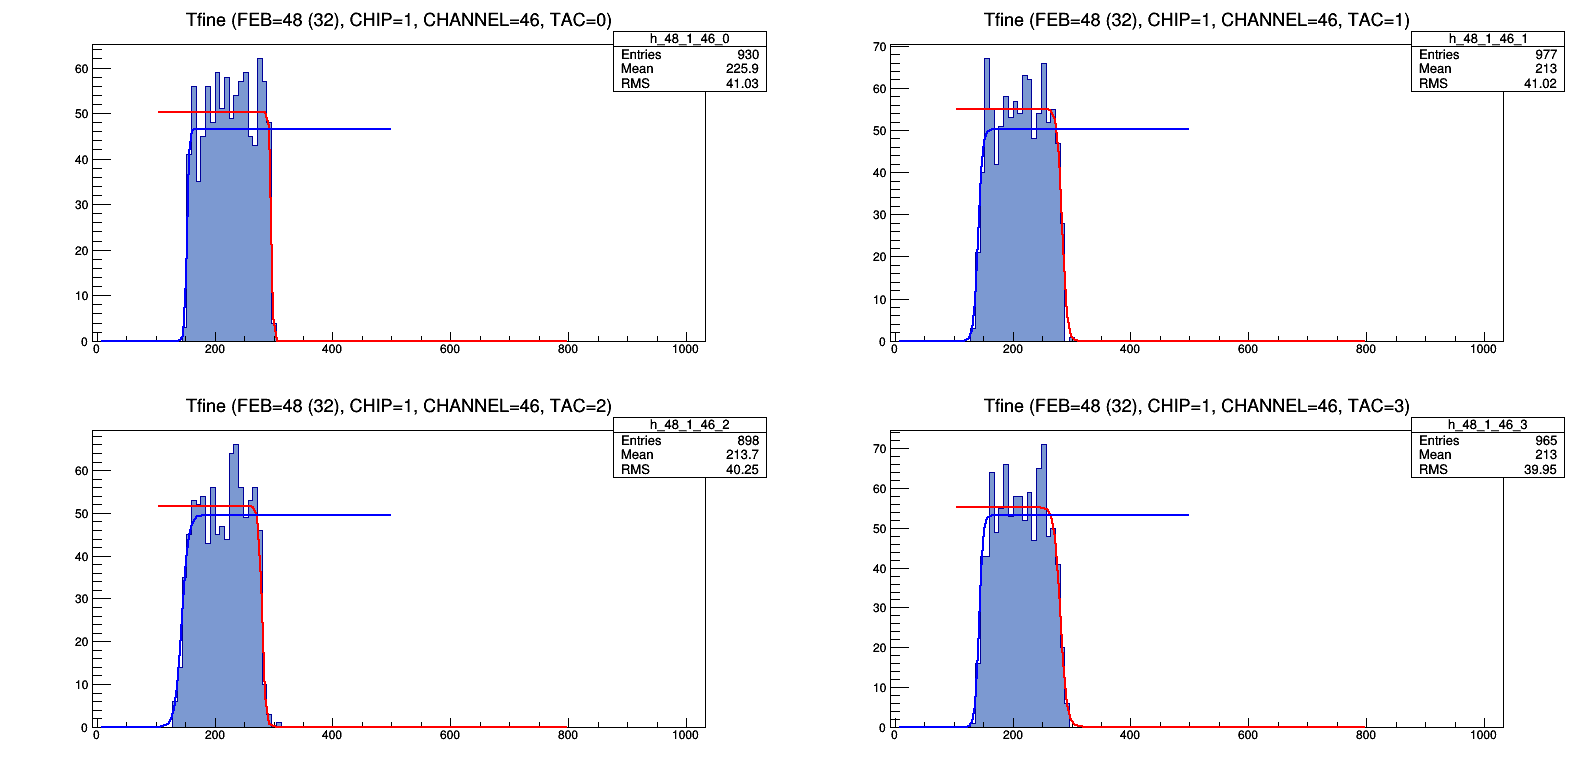 Tfine (FEB=48 (32), CHIP=1, CHANNEL=46, TAC=0)
h_48_1_46_0
Entries 930
Mean 225.9
RMS 41.03
60
50
40
30
20
10
0
0 200 400 600 800 1000
Tfine (FEB=48 (32), CHIP=1, CHANNEL=46, TAC=1)
h_48_1_46_1
Entries 977
Mean 213
RMS 41.02
70
60
50
40
30
20
10
0
0 200 400 600 800 1000
Tfine (FEB=48 (32), CHIP=1, CHANNEL=46, TAC=2)
h_48_1_46_2
Entries 898
Mean 213.7
RMS 40.25
60
50
40
30
20
10
0
0 200 400 600 800 1000
Tfine (FEB=48 (32), CHIP=1, CHANNEL=46, TAC=3)
h_48_1_46_3
Entries 965
Mean 213
RMS 39.95
70
60
50
40
30
20
10
0
0 200 400 600 800 1000